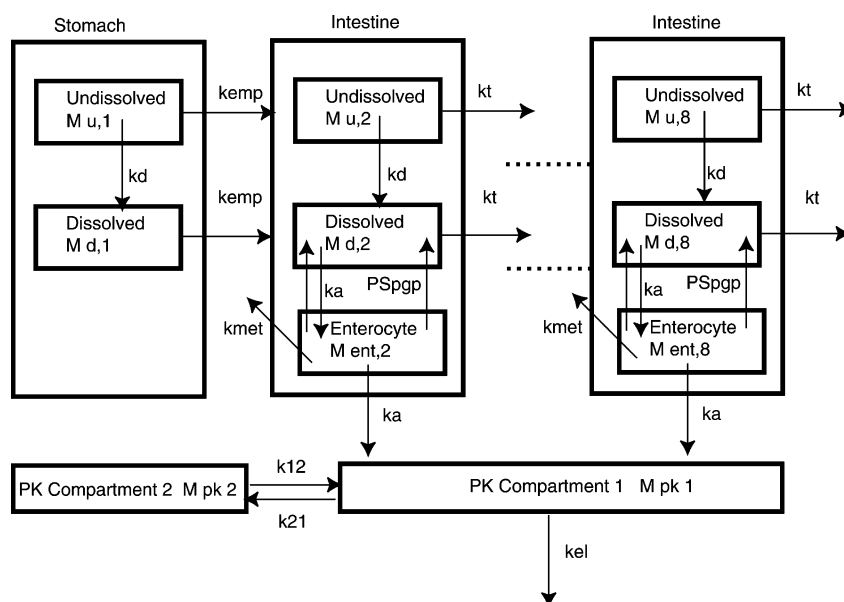 Stomach
Intestine
Intestine
Undissolved
M u,1
kemp
Undissolved
M u,2
kt
Undissolved
M u,8
kt
kd
kd
kd
kemp
kt
kt
Dissolved
M d,1
Dissolved
M d,2
Dissolved
M d,8
ka
PSpgp
ka
PSpgp
kmet
Enterocyte
M ent,2
kmet
Enterocyte
M ent,8
ka
ka
PK Compartment 2 M pk 2
k12
k21
PK Compartment 1 M pk 1
kel